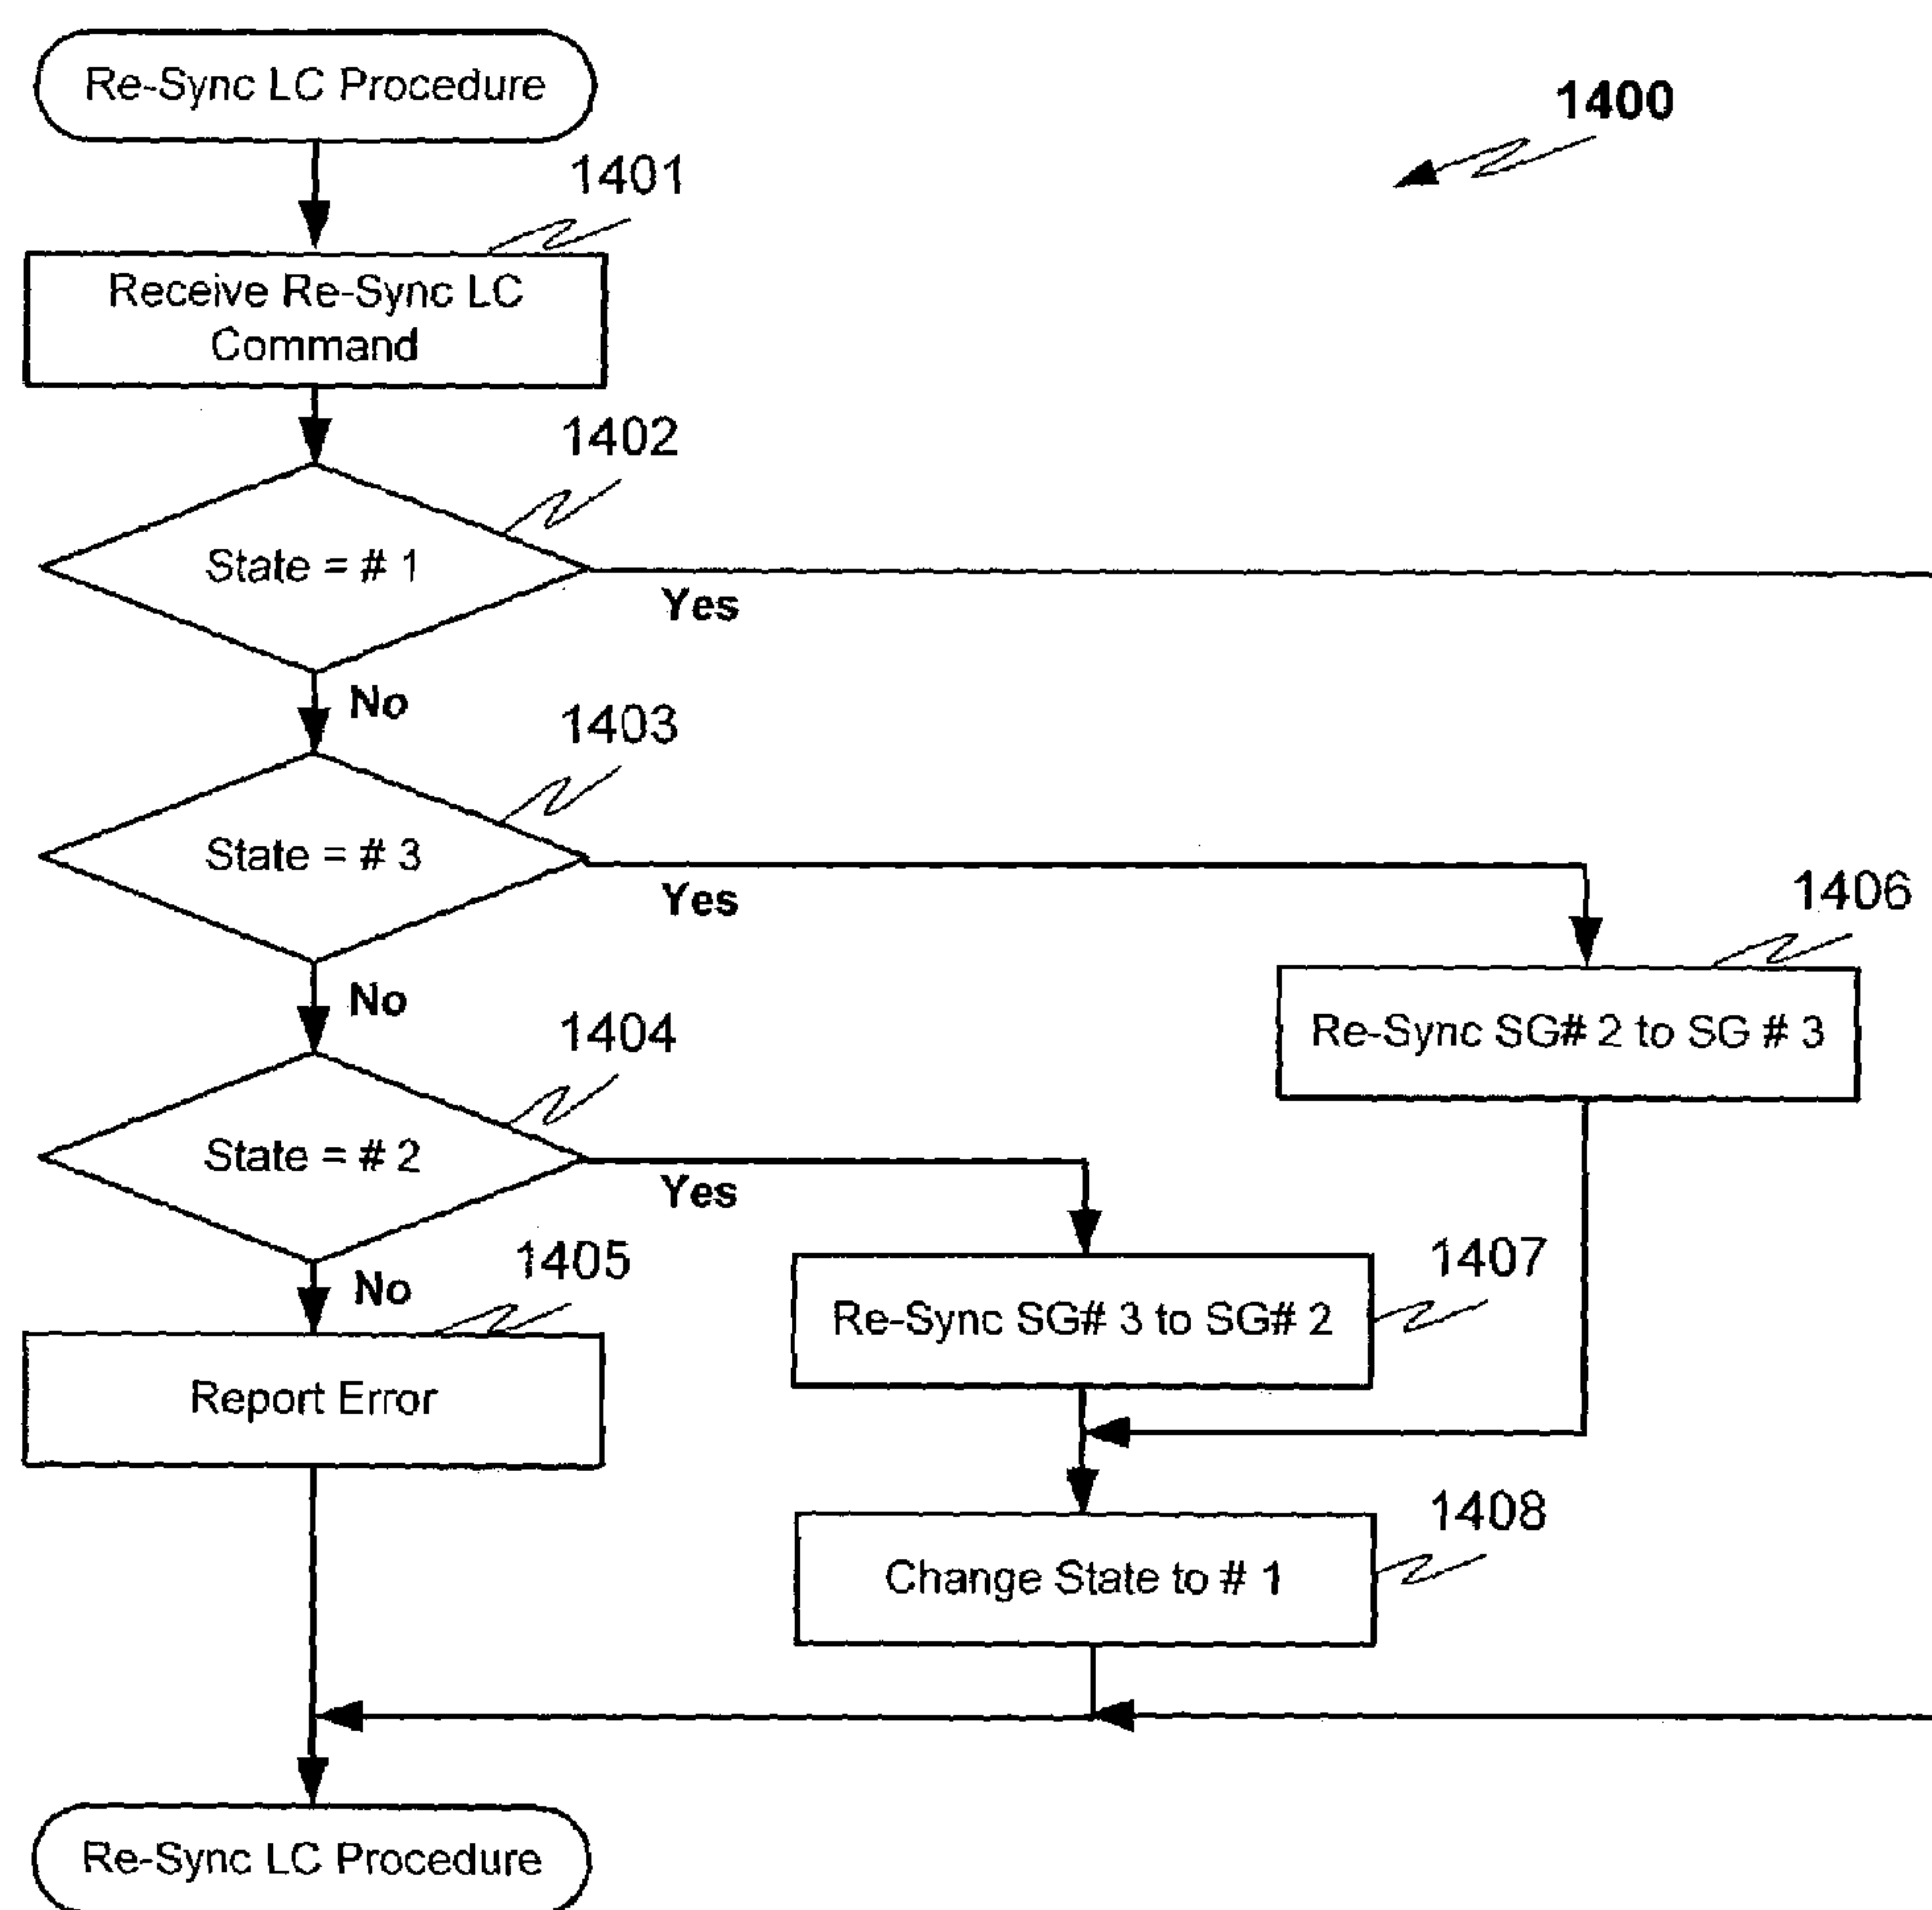 Re-Sync LC Procedure
1400
1401
Receive Re-Sync LC
Command
1402
State = # 1
Yes
No
1403
State = # 3
Yes
1406
No
Re-Sync SG# 2 to SG # 3
1404
State = # 2
Yes
1405
1407
No
Re-Sync SG# 3 to SG# 2
Report Error
1408
Change State to # 1
Re-Sync LC Procedure